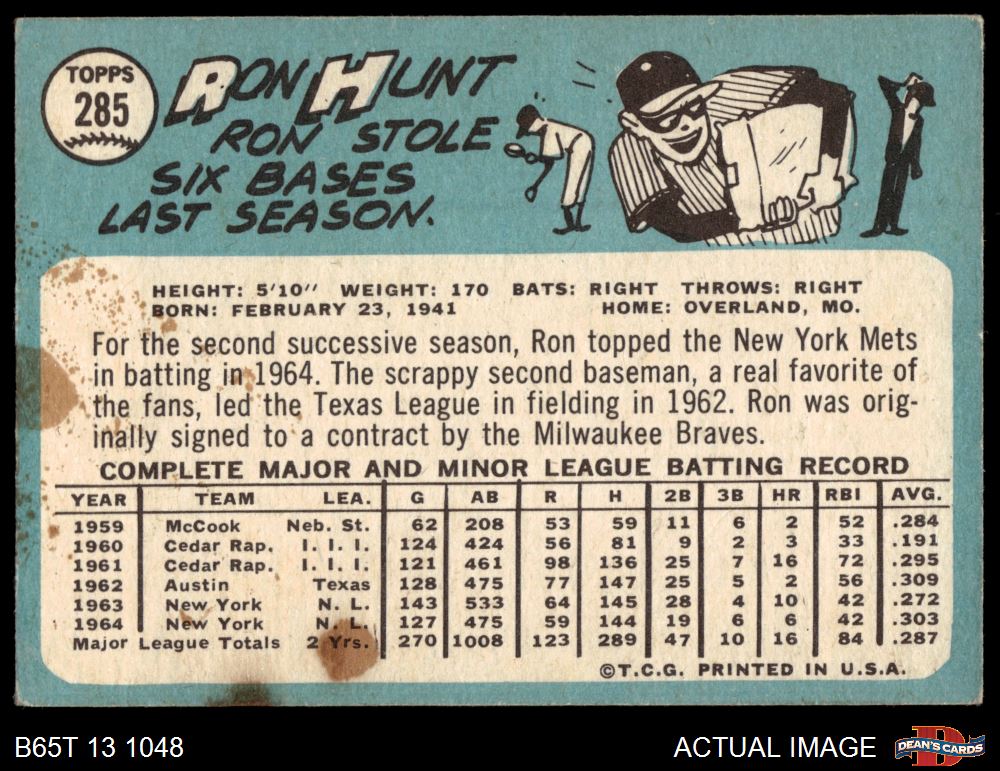 TOPPS
285
RON HUNT
RON STOLE
SIX BASES
LAST SEASON.
HEIGHT: 5'10" WEIGHT: 170 BATS: RIGHT THROWS: RIGHT
BORN: FEBRUARY 23, 1941 HOME: OVERLAND, MO.
For the second successive season, Ron topped the New York Mets
in batting in 1964. The scrappy second baseman, a real favorite of
the fans, led the Texas League in fielding in 1962. Ron was orig-
inally signed to a contract by the Milwaukee Braves.
COMPLETE MAJOR AND MINOR LEAGUE BATTING RECORD
YEAR TEAM LEA. G AB R H 2B 3B HR RBI AVG.
1959 McCook Neb. St. 62 208 53 59 11 6 2 52 .284
1960 Cedar Rap. I. I. I. 124 424 56 81 9 2 3 33 .191
1961 Cedar Rap. I. I. I. 121 461 98 136 25 7 16 72 .295
1962 Austin Texas 128 475 77 147 25 5 2 56 .309
1963 New York N. L. 143 533 64 145 28 4 10 42 .272
1964 New York N. L. 127 475 59 144 19 6 6 42 .303
Major League Totals 2 Yrs. 270 1008 123 289 47 10 16 84 .287
©T.C.G. PRINTED IN U.S.A.
B65T 13 1048
ACTUAL IMAGE
D
DEAN'S CARDS